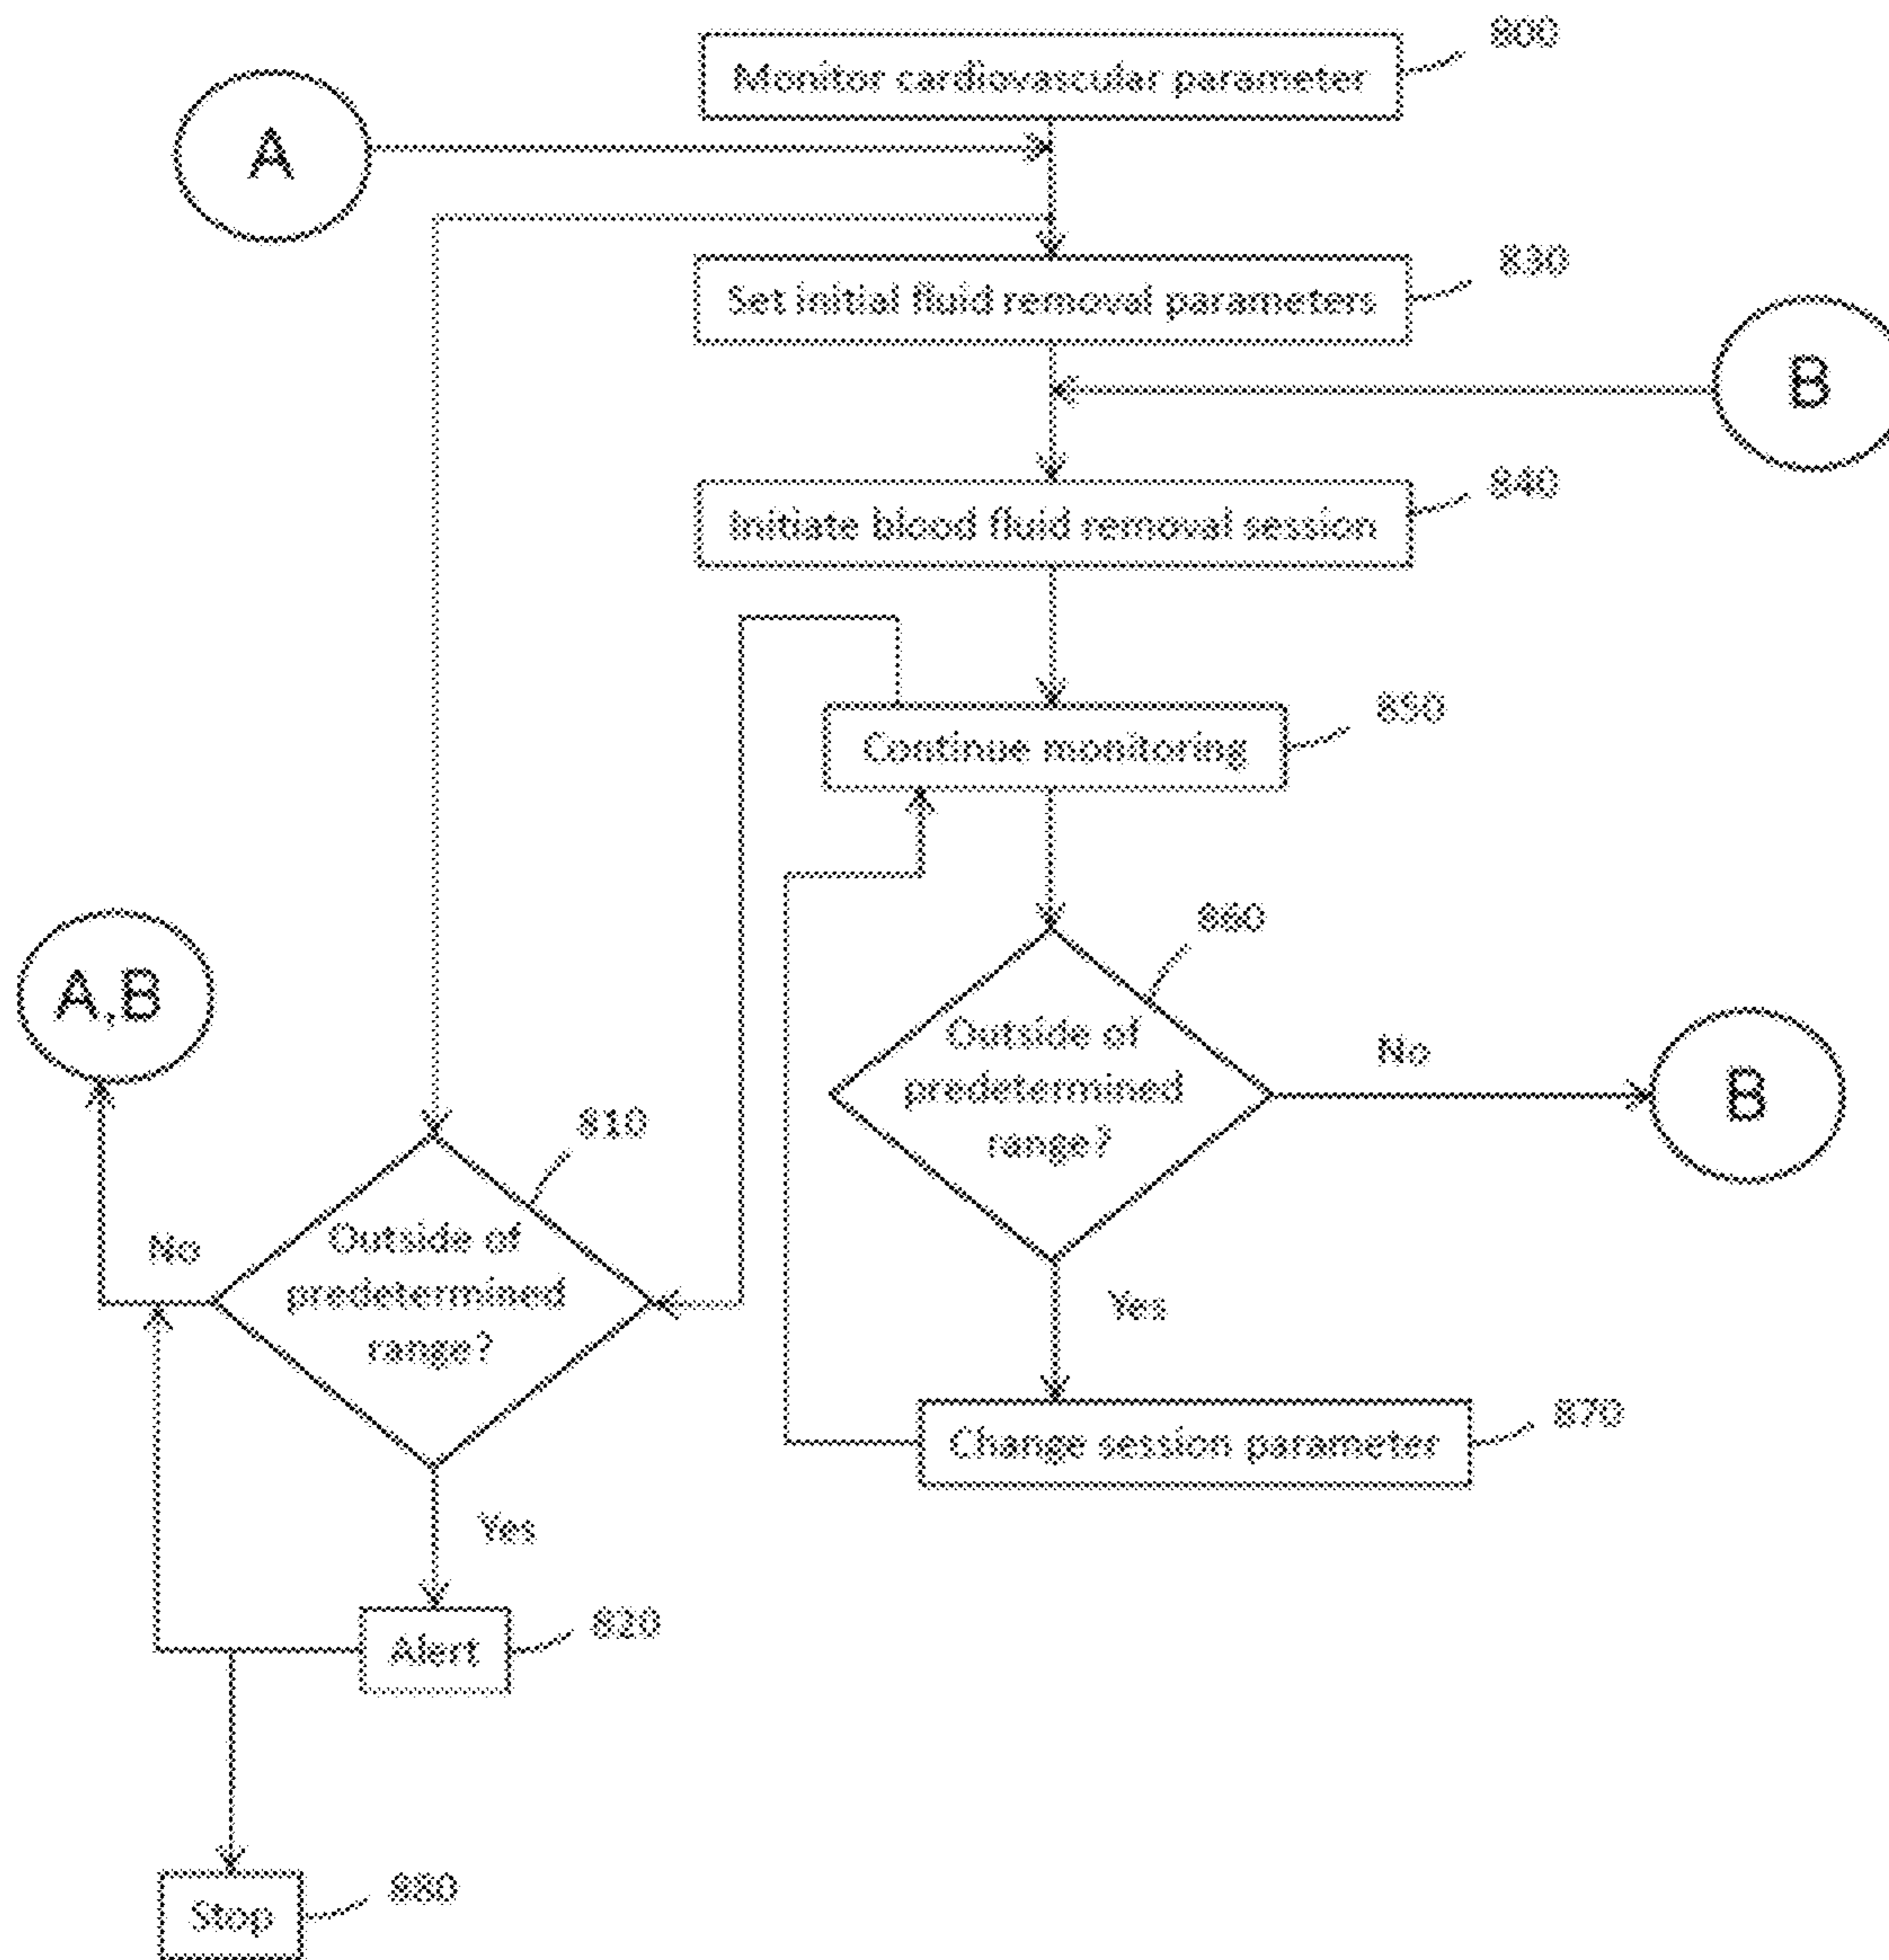 800
Monitor cardiovascular parameter
A
830
Set initial fluid removal parameters
B
840
Initiate blood fluid removal session
850
Continue monitoring
860
A,B
Outside of
predetermined
range?
No
B
810
Outside of
predetermined
range?
No
Yes
870
Change session parameter
Yes
820
Alert
880
Stop